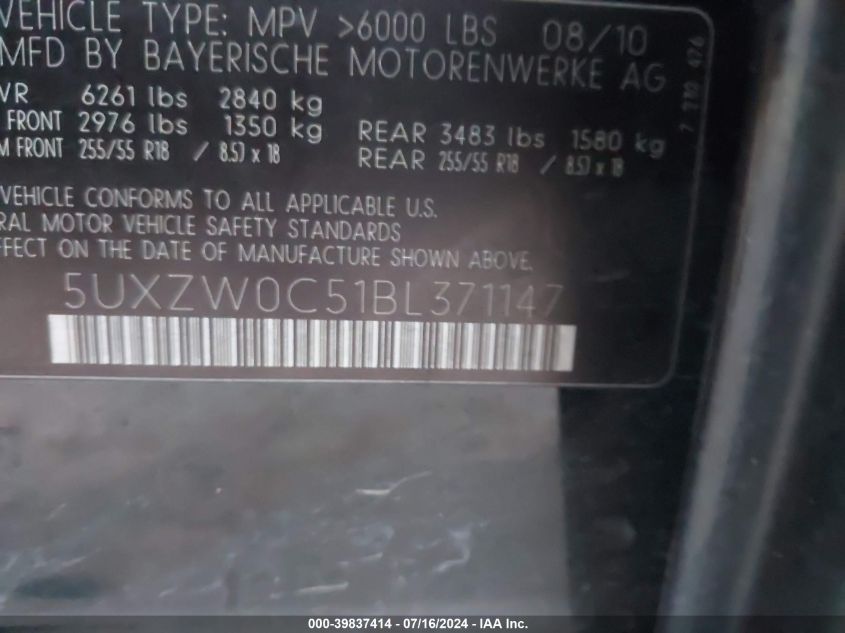 VEHICLE TYPE: MPV >6000 LBS 08/10
MFD BY BAYERISCHE MOTORENWERKE AG
VR 6261 lbs 2840 kg
FRONT 2976 lbs 1350 kg REAR 3483 lbs 1580 kg
M FRONT 255/55 R18 / 8.5J x 18 REAR 255/55 R18 / 8.5J x 18
VEHICLE CONFORMS TO ALL APPLICABLE U.S.
RAL MOTOR VEHICLE SAFETY STANDARDS
FFECT ON THE DATE OF MANUFACTURE SHOWN ABOVE.
5UXZW0C51BL371147
000-39837414 - 07/16/2024 - IAA Inc.